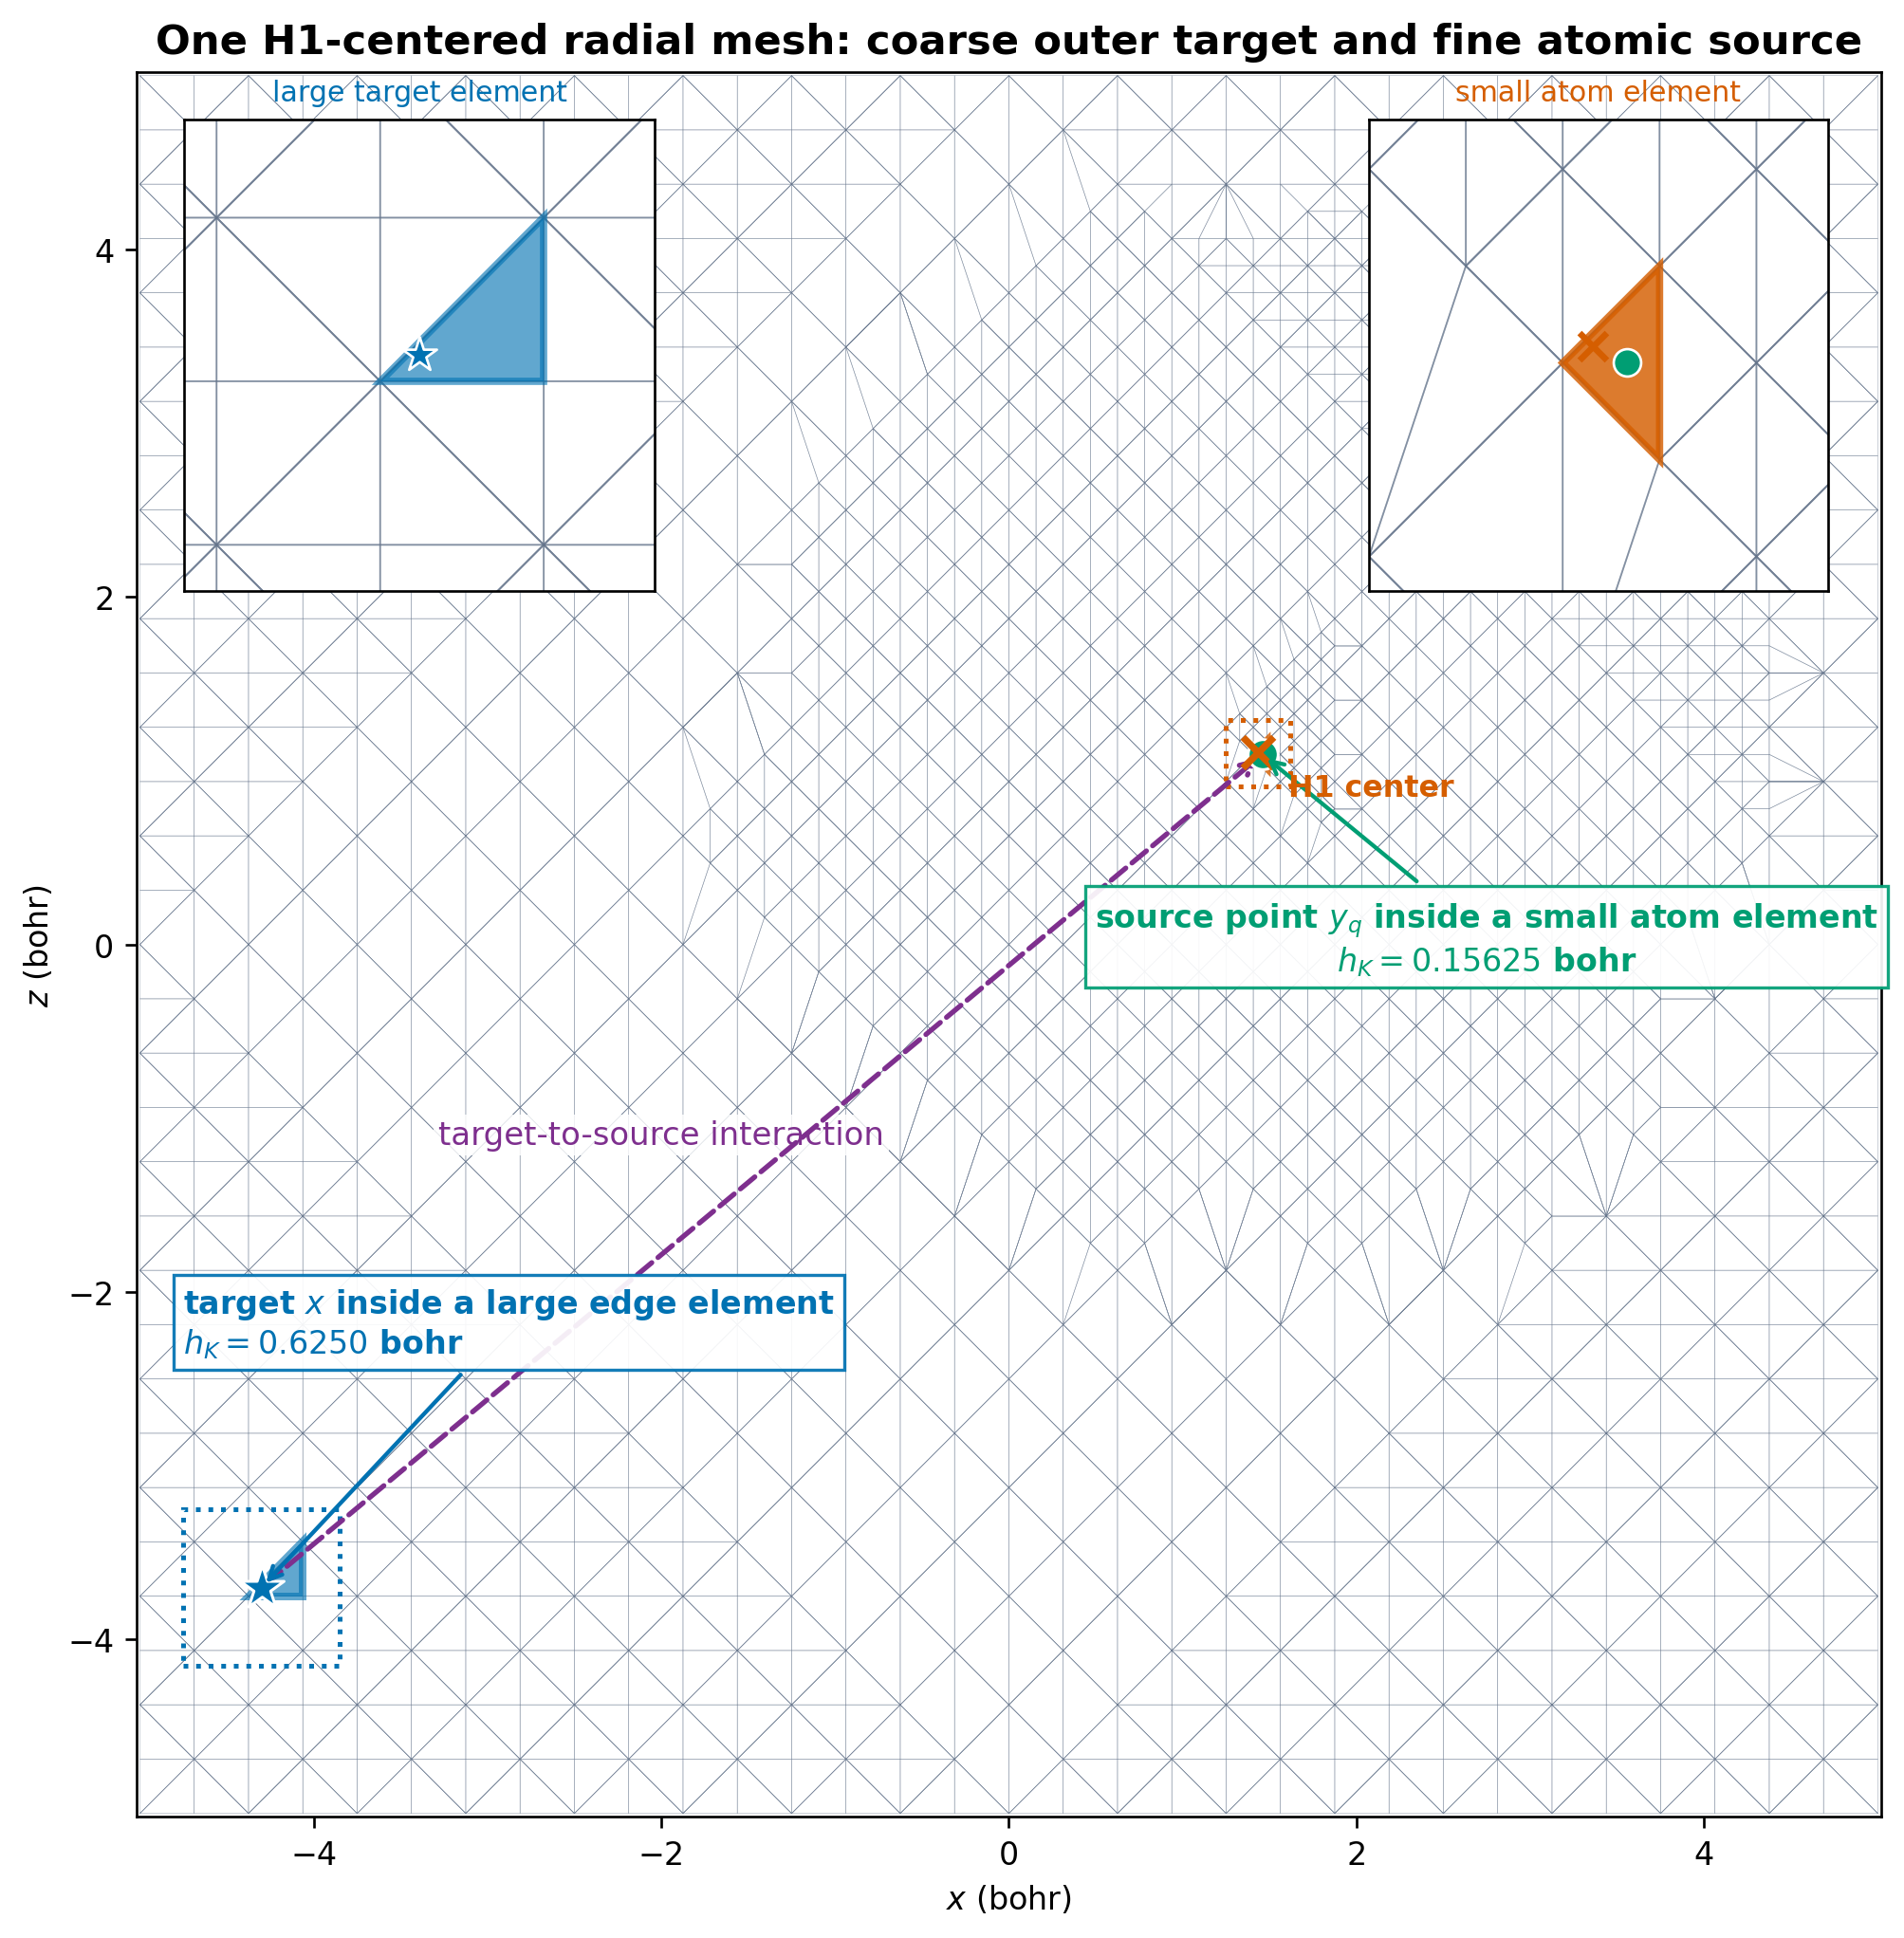 One H1-centered radial mesh: coarse outer target and fine atomic source
large target element
small atom element
H1 center
source point y_q inside a small atom element
h_K = 0.15625 bohr
target-to-source interaction
target x inside a large edge element
h_K = 0.6250 bohr
z (bohr)
4
2
0
−2
−4
−4
−2
0
2
4
x (bohr)